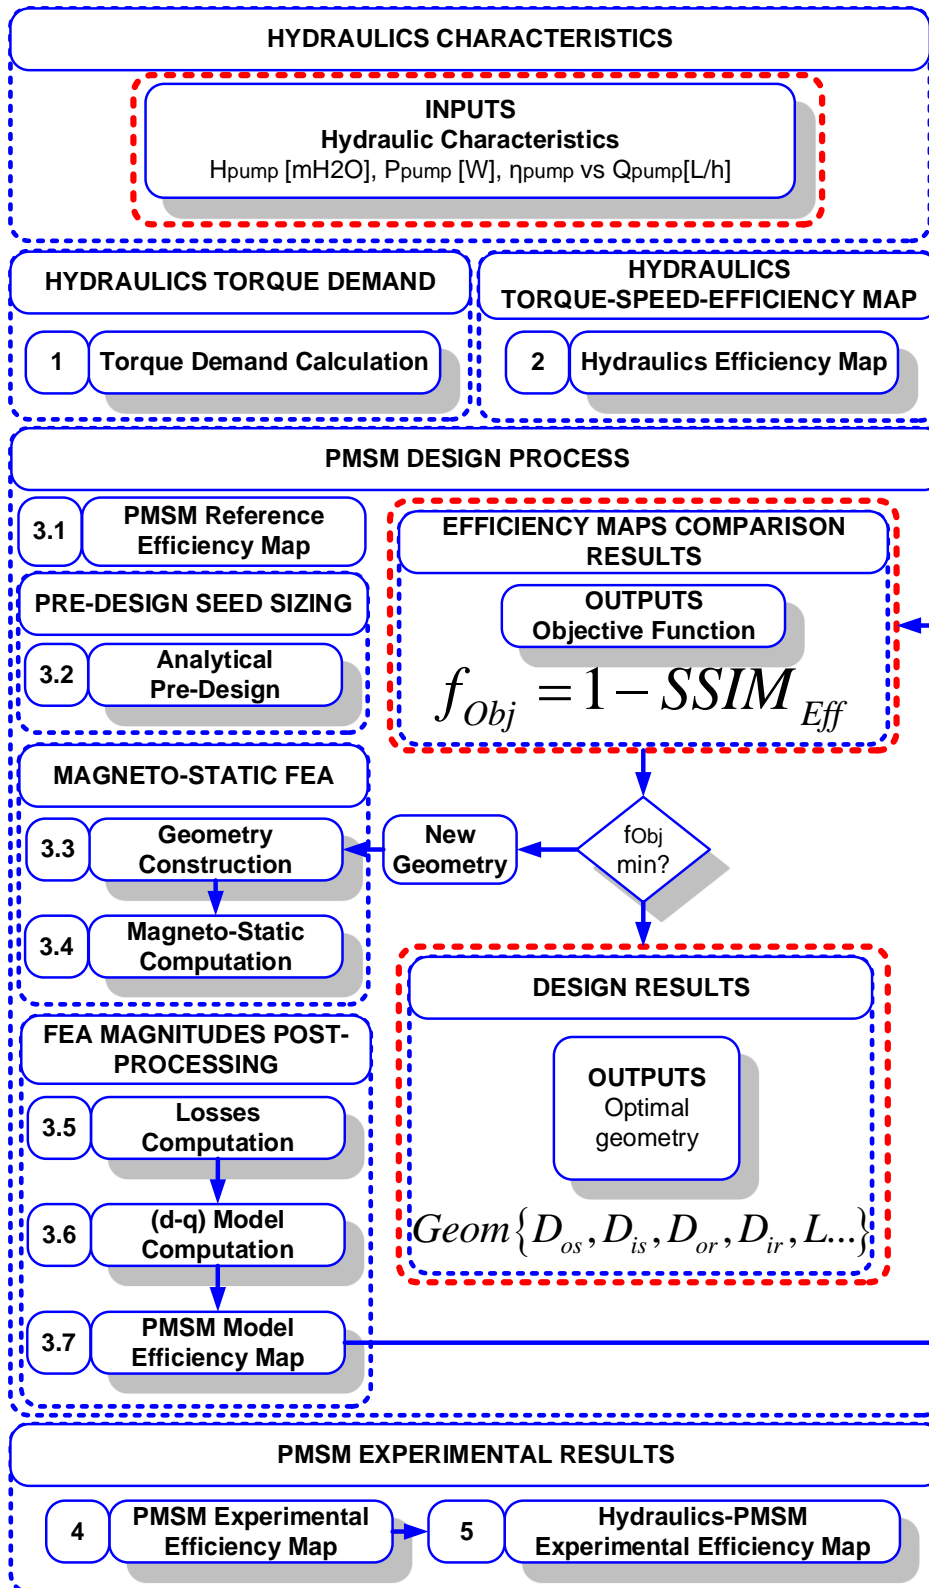 HYDRAULICS CHARACTERISTICS
INPUTS
Hydraulic Characteristics
Hpump [mH2O], Ppump [W], ηpump vs Qpump[L/h]
HYDRAULICS TORQUE DEMAND
1
Torque Demand Calculation
HYDRAULICS
TORQUE-SPEED-EFFICIENCY MAP
2
Hydraulics Efficiency Map
PMSM DESIGN PROCESS
3.1
PMSM Reference
Efficiency Map
PRE-DESIGN SEED SIZING
3.2
Analytical
Pre-Design
EFFICIENCY MAPS COMPARISON
RESULTS
OUTPUTS
Objective Function
f_Obj = 1 - SSIM_Eff
MAGNETO-STATIC FEA
3.3
Geometry
Construction
New
Geometry
fObj
min?
3.4
Magneto-Static
Computation
DESIGN RESULTS
OUTPUTS
Optimal
geometry
Geom{D_os, D_is, D_or, D_ir, L...}
FEA MAGNITUDES POST-
PROCESSING
3.5
Losses
Computation
3.6
(d-q) Model
Computation
3.7
PMSM Model
Efficiency Map
PMSM EXPERIMENTAL RESULTS
4
PMSM Experimental
Efficiency Map
5
Hydraulics-PMSM
Experimental Efficiency Map